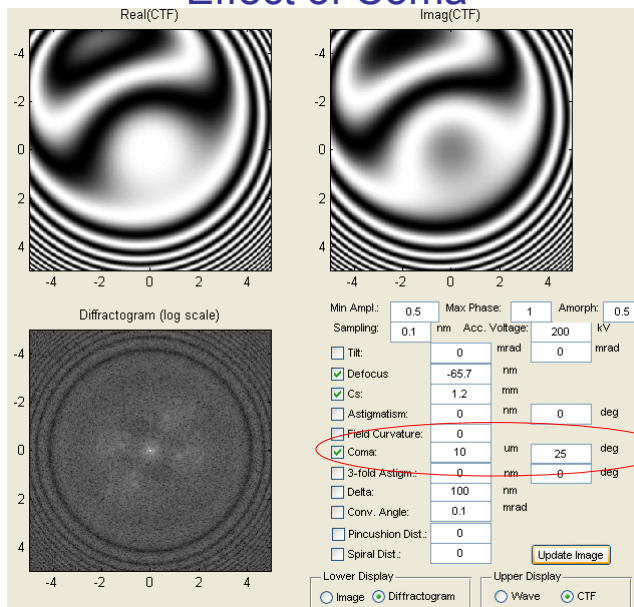 Effect of Coma
Real(CTF)
Imag(CTF)
-4
-2
0
2
4
-4 -2 0 2 4
-4
-2
0
2
4
-4 -2 0 2 4
Diffractogram (log scale)
-4
-2
0
2
4
-4 -2 0 2 4
Min Ampl.: 0.5 Max Phase: 1 Amorph: 0.5
Sampling: 0.1 nm Acc. Voltage: 200 kV
Tilt: 0 mrad 0 mrad
Defocus -65.7 nm
Cs: 1.2 mm
Astigmatism: 0 nm 0 deg
Field Curvature: 0
Coma: 10 um 25 deg
3-fold Astigm.: 0 nm 0 deg
Delta: 100 nm
Conv. Angle: 0.1 mrad
Pincushion Dist.: 0
Spiral Dist.: 0 Update Image
Lower Display Upper Display
Image Diffractogram Wave CTF